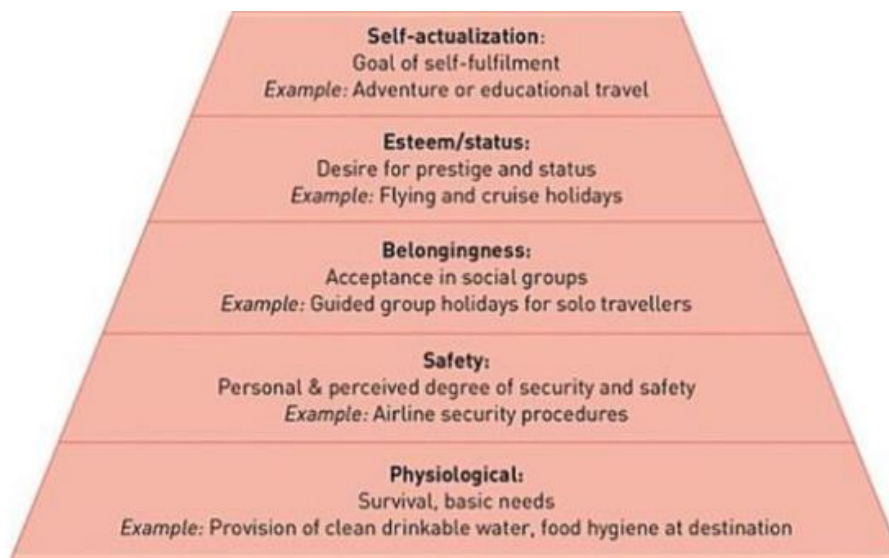 Self-actualization:
Goal of self-fulfilment
Example: Adventure or educational travel
Esteem/status:
Desire for prestige and status
Example: Flying and cruise holidays
Belongingness:
Acceptance in social groups
Example: Guided group holidays for solo travellers
Safety:
Personal & perceived degree of security and safety
Example: Airline security procedures
Physiological:
Survival, basic needs
Example: Provision of clean drinkable water, food hygiene at destination